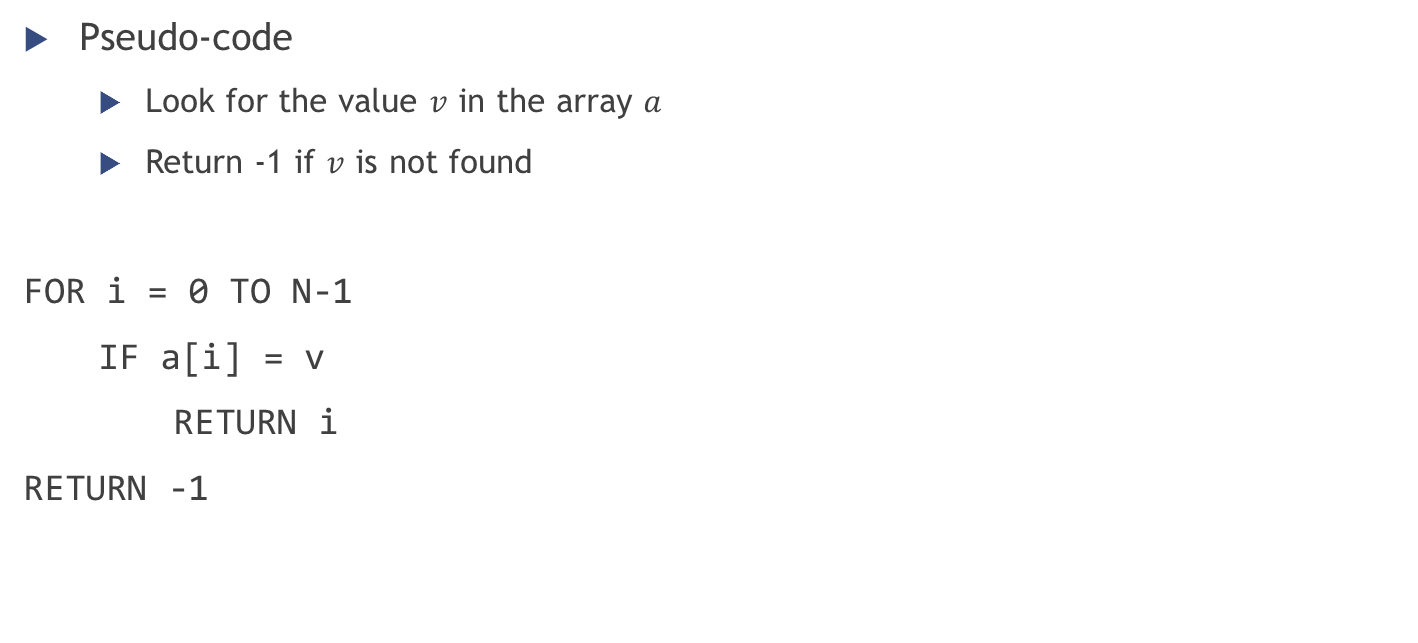 Pseudo-code
Look for the value v in the array a
Return -1 if v is not found
FOR i = 0 TO N-1
IF a[i] = v
RETURN i
RETURN -1